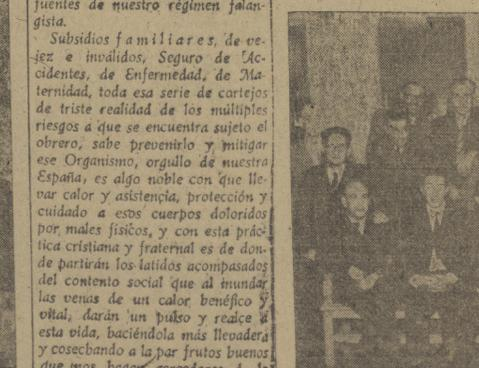 fuentes de nuestro régimen falan-
gista.
Subsidios familiares, de ve-
jez e inválidos, Seguro de Ac-
cidentes, de Enfermedad, de Ma-
ternidad, toda esa serie de cartejos
de triste realidad de los múltiples
riesgos a que se encuentra sujeto el
obrero, sabe prevenirlo y mitigar
ese Organismo, orgullo de nuestra
España, es algo noble con que lle-
var calor y asistencia, protección y
cuidado a esos cuerpos doloridos
por males físicos, y con esta prác-
tica cristiana y fraternal es de don-
de partirán los latidos acompasados
del contento social que al inundar
las venas de un calor benéfico y
vital, darán un pulso y realce a
esta vida, haciéndola más llevadera
y cosechando a la par frutos buenos
que nos hagan